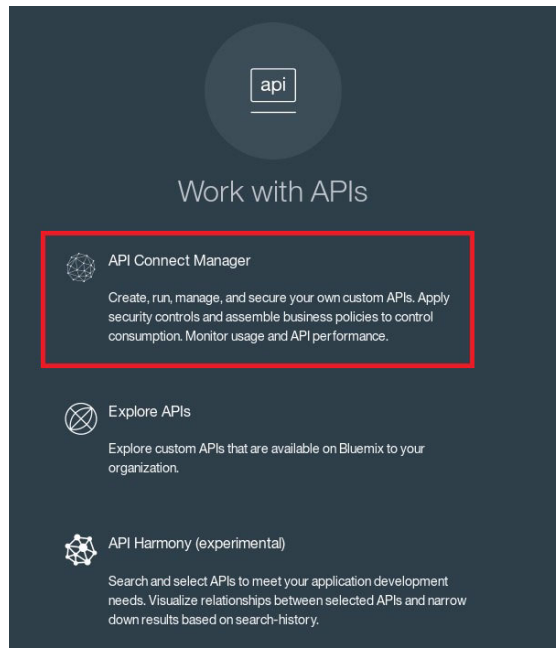 api
Work with APIs
API Connect Manager
Create, run, manage, and secure your own custom APIs. Apply
security controls and assemble business policies to control
consumption. Monitor usage and API performance.
Explore APIs
Explore custom APIs that are available on Bluemix to your
organization.
API Harmony (experimental)
Search and select APIs to meet your application development
needs. Visualize relationships between selected APIs and narrow
down results based on search-history.